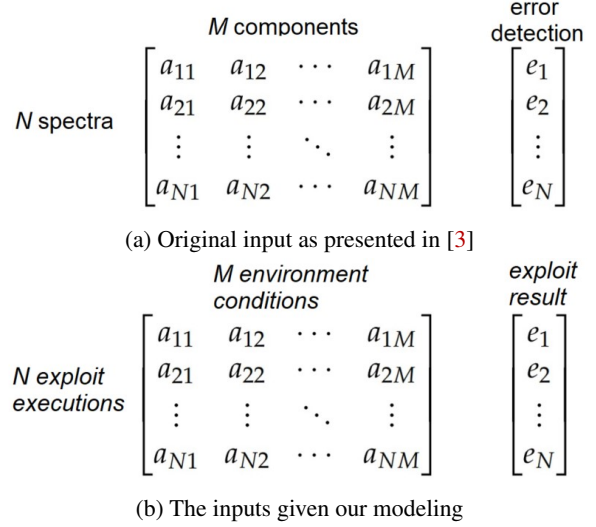 M components
error
detection
N spectra
a11 a12 ⋯ a1M
a21 a22 ⋯ a2M
⋮ ⋮ ⋱ ⋮
aN1 aN2 ⋯ aNM
e1
e2
⋮
eN
(a) Original input as presented in [3]
M environment
conditions
exploit
result
N exploit
executions
a11 a12 ⋯ a1M
a21 a22 ⋯ a2M
⋮ ⋮ ⋱ ⋮
aN1 aN2 ⋯ aNM
e1
e2
⋮
eN
(b) The inputs given our modeling